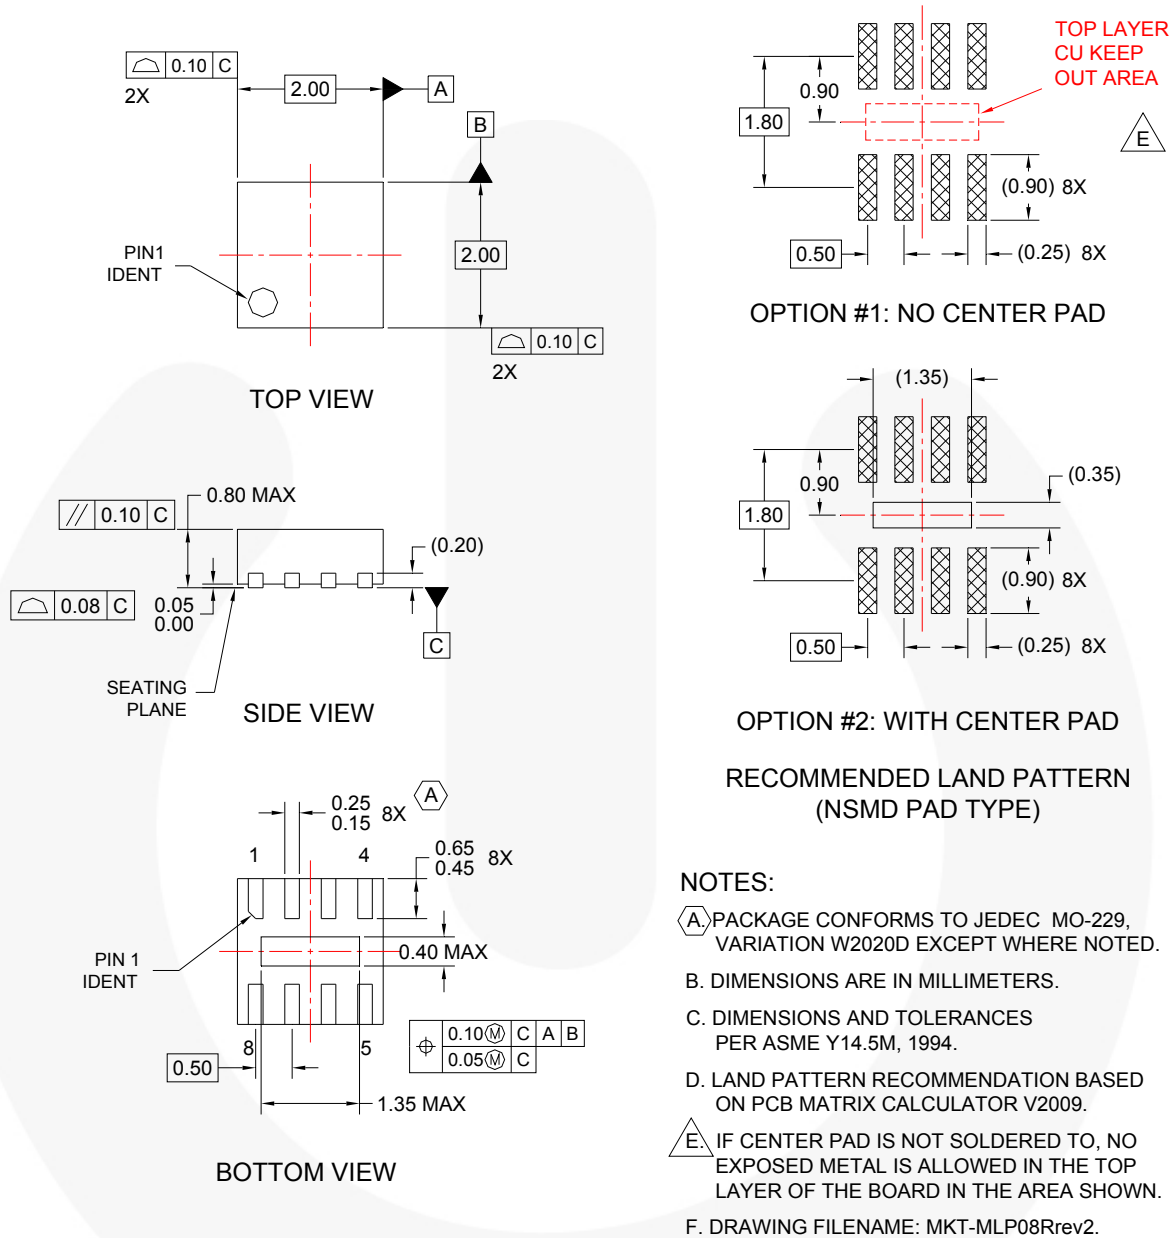 0.10 C
2X
2.00
A
B
2.00
PIN1
IDENT
0.10 C
2X
TOP VIEW
// 0.10 C
0.80 MAX
(0.20)
0.08 C
0.05
0.00
C
SEATING
PLANE
SIDE VIEW
0.25
0.15
8X
A
1
4
0.65
0.45
8X
PIN 1
IDENT
0.40 MAX
8
5
0.10 Ⓜ C A B
0.05 Ⓜ C
0.50
1.35 MAX
BOTTOM VIEW
TOP LAYER
CU KEEP
OUT AREA
0.90
1.80
E
(0.90) 8X
0.50
(0.25) 8X
OPTION #1: NO CENTER PAD
(1.35)
0.90
(0.35)
1.80
(0.90) 8X
0.50
(0.25) 8X
OPTION #2: WITH CENTER PAD
RECOMMENDED LAND PATTERN
(NSMD PAD TYPE)
NOTES:
A. PACKAGE CONFORMS TO JEDEC MO-229,
VARIATION W2020D EXCEPT WHERE NOTED.
B. DIMENSIONS ARE IN MILLIMETERS.
C. DIMENSIONS AND TOLERANCES
PER ASME Y14.5M, 1994.
D. LAND PATTERN RECOMMENDATION BASED
ON PCB MATRIX CALCULATOR V2009.
E. IF CENTER PAD IS NOT SOLDERED TO, NO
EXPOSED METAL IS ALLOWED IN THE TOP
LAYER OF THE BOARD IN THE AREA SHOWN.
F. DRAWING FILENAME: MKT-MLP08Rrev2.